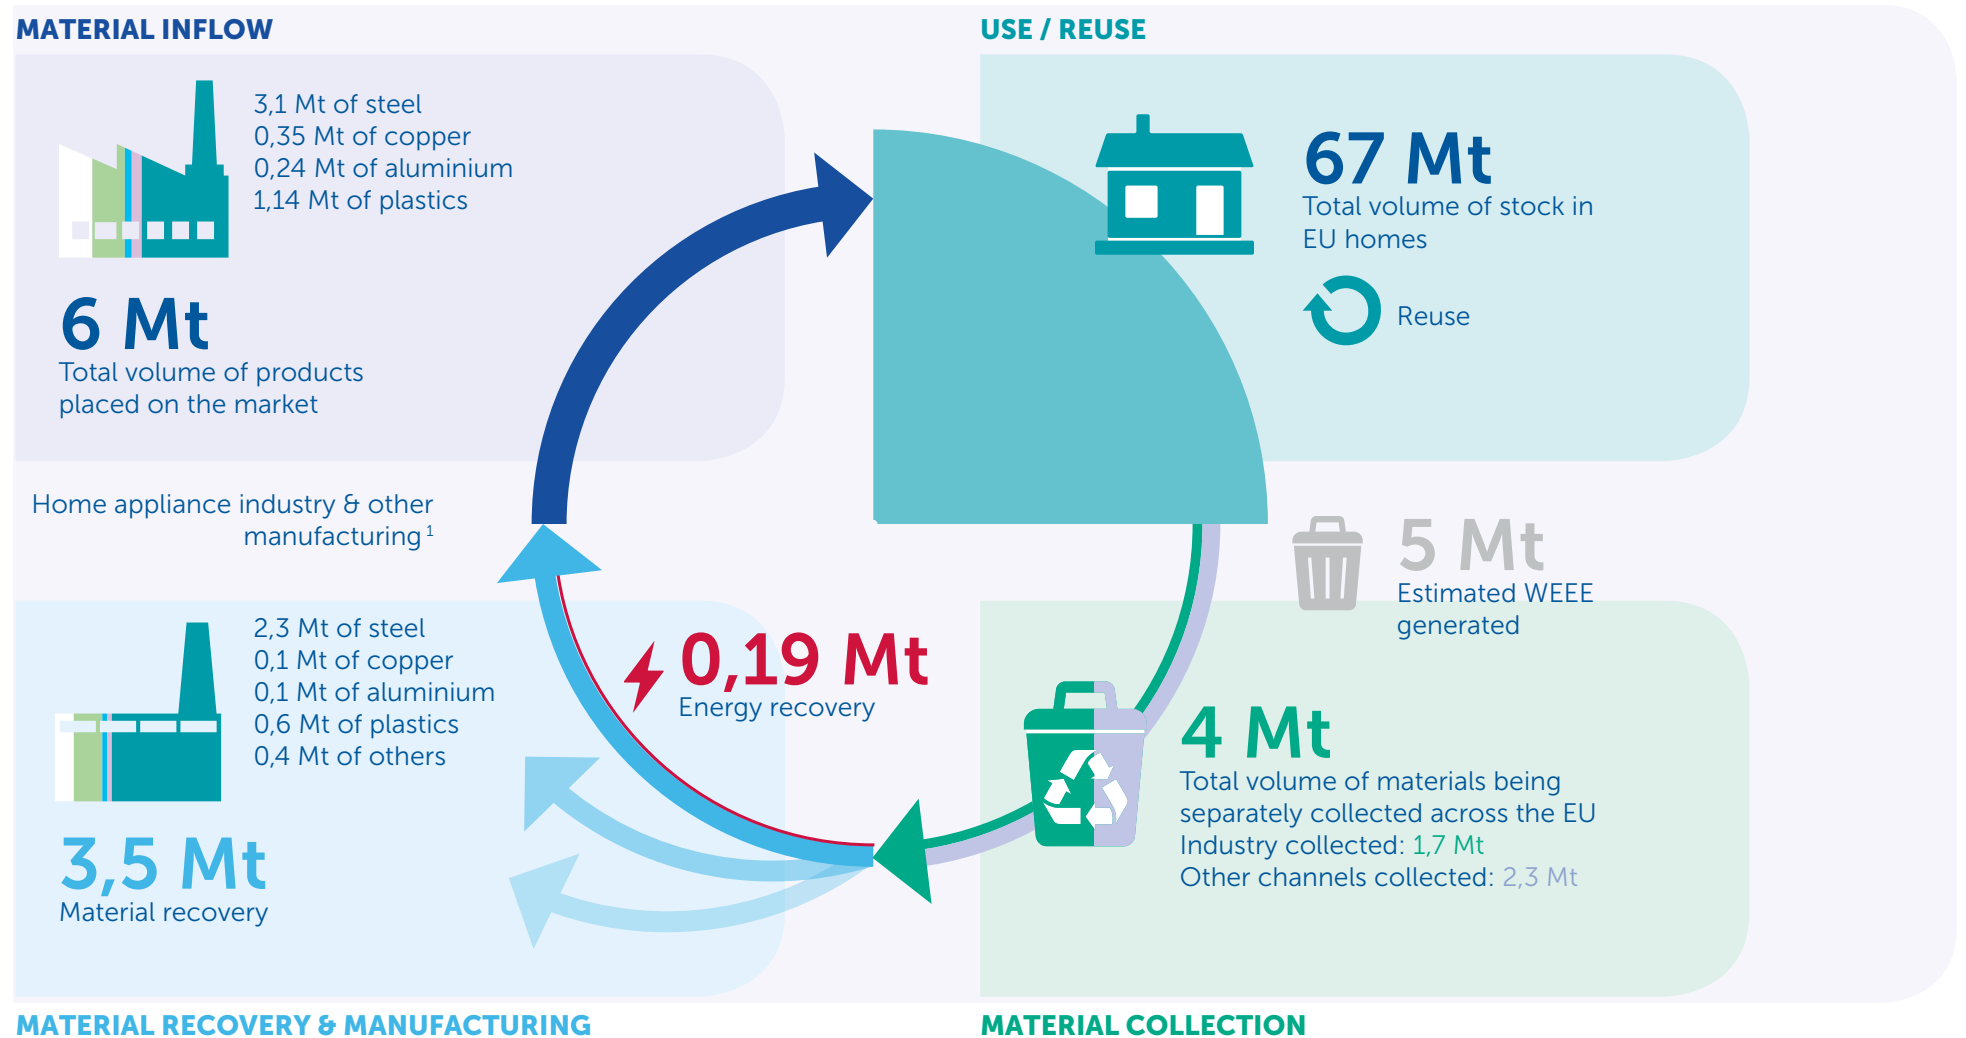 MATERIAL INFLOW
3,1 Mt of steel
0,35 Mt of copper
0,24 Mt of aluminium
1,14 Mt of plastics
6 Mt
Total volume of products
placed on the market
USE / REUSE
67 Mt
Total volume of stock in
EU homes
Reuse
Home appliance industry & other
manufacturing 1
5 Mt
Estimated WEEE
generated
2,3 Mt of steel
0,1 Mt of copper
0,1 Mt of aluminium
0,6 Mt of plastics
0,4 Mt of others
3,5 Mt
Material recovery
0,19 Mt
Energy recovery
4 Mt
Total volume of materials being
separately collected across the EU
Industry collected: 1,7 Mt
Other channels collected: 2,3 Mt
MATERIAL RECOVERY & MANUFACTURING
MATERIAL COLLECTION